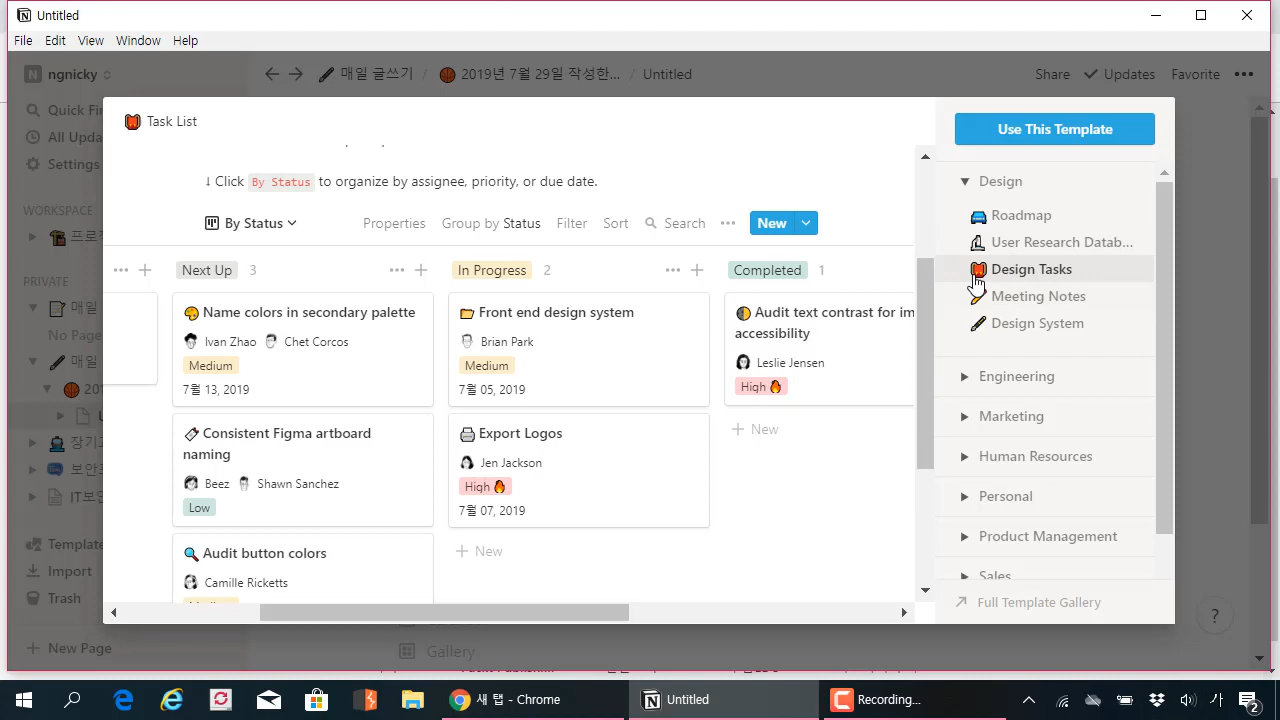 Untitled
File Edit View Window Help
ngnicky
매일 글쓰기 / 2019년 7월 29일 작성한... / Untitled
Share Updates Favorite
Quick Fin
All Upda
Settings
WORKSPACE
PRIVATE
매일
No Page
매일
장기
보안
IT보안
Template
Import
Trash
New Page
Task List
↓ Click By Status to organize by assignee, priority, or due date.
By Status
Properties Group by Status Filter Sort Search New
Next Up 3
Name colors in secondary palette
Ivan Zhao Chet Corcos
Medium
7월 13, 2019
Consistent Figma artboard
naming
Beez Shawn Sanchez
Low
Audit button colors
Camille Ricketts
In Progress 2
Front end design system
Brian Park
Medium
7월 05, 2019
Export Logos
Jen Jackson
High
7월 07, 2019
New
Completed 1
Audit text contrast for im
accessibility
Leslie Jensen
High
New
Use This Template
Design
Roadmap
User Research Datab...
Design Tasks
Meeting Notes
Design System
Engineering
Marketing
Human Resources
Personal
Product Management
Sales
Full Template Gallery
Gallery
?
새 탭 - Chrome
Untitled
Recording...
가
2